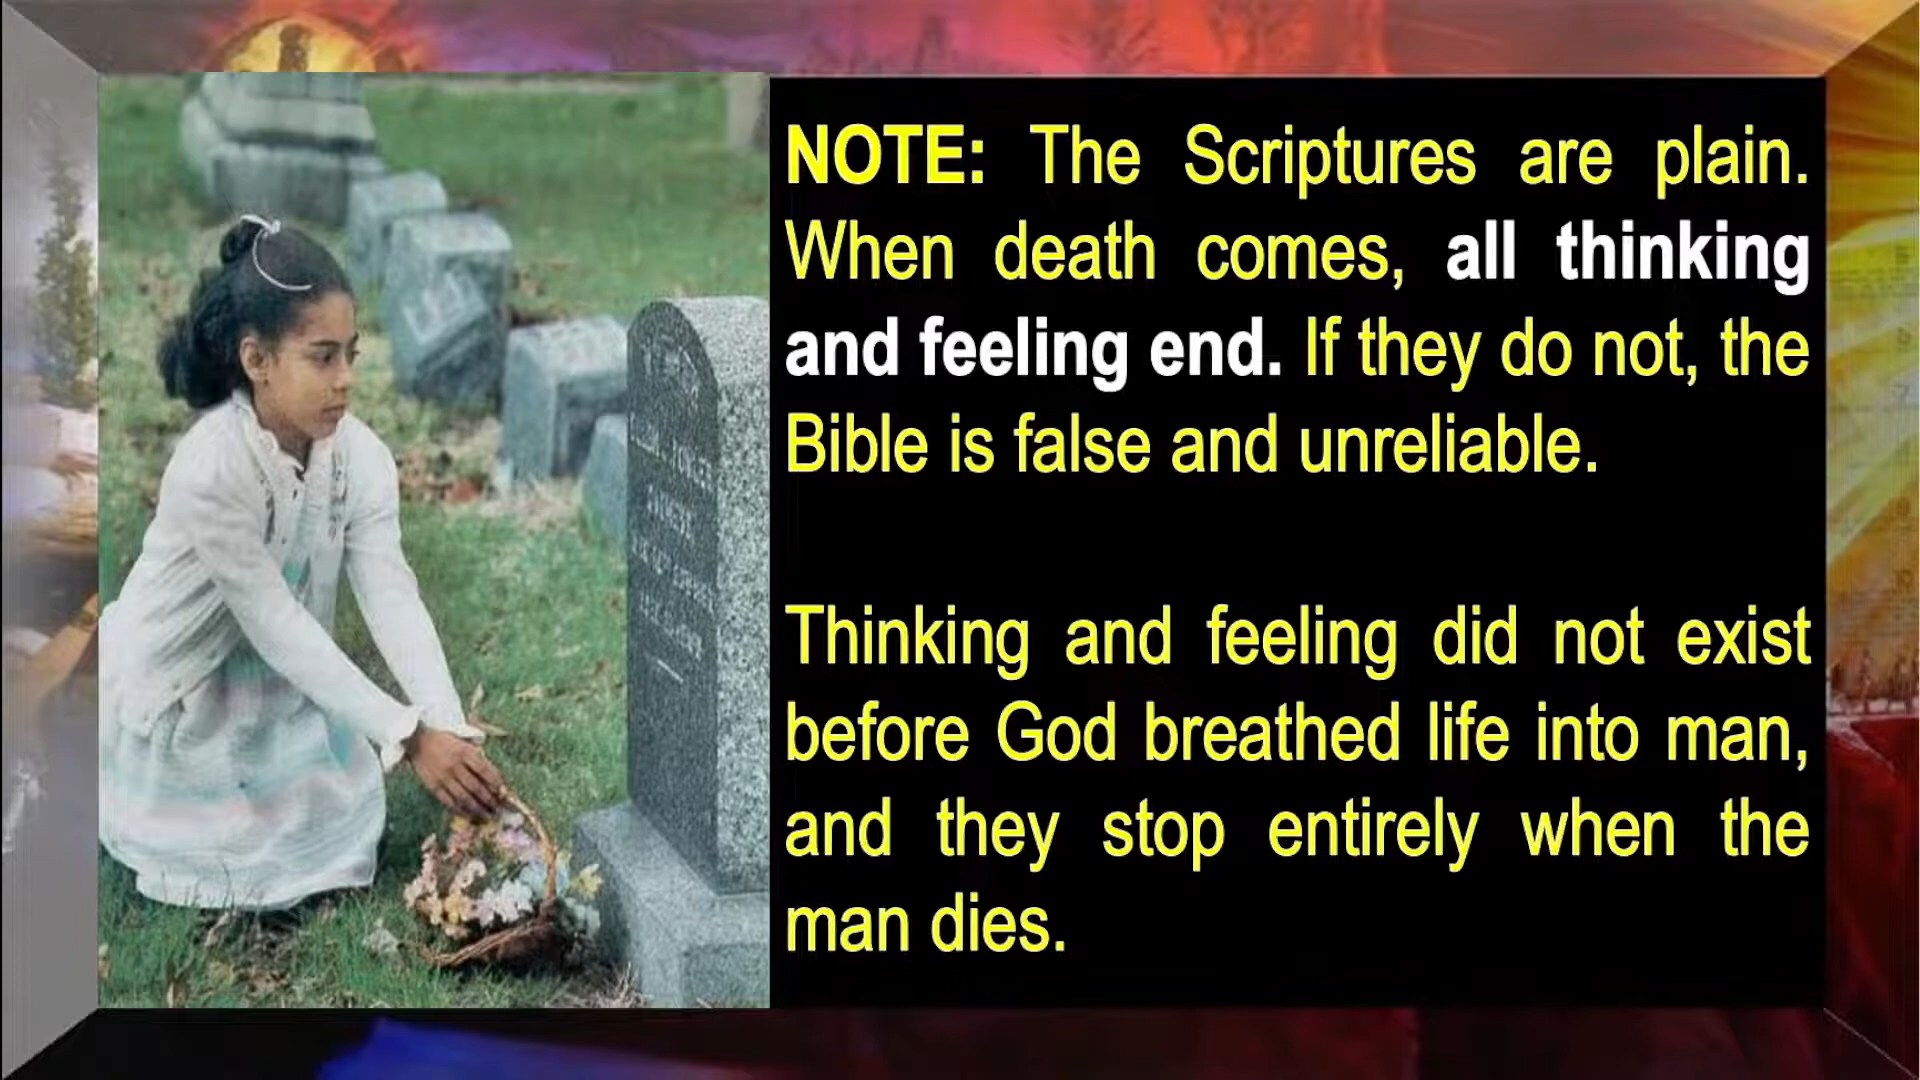 NOTE: The Scriptures are plain.
When death comes, all thinking
and feeling end. If they do not, the
Bible is false and unreliable.
Thinking and feeling did not exist
before God breathed life into man,
and they stop entirely when the
man dies.